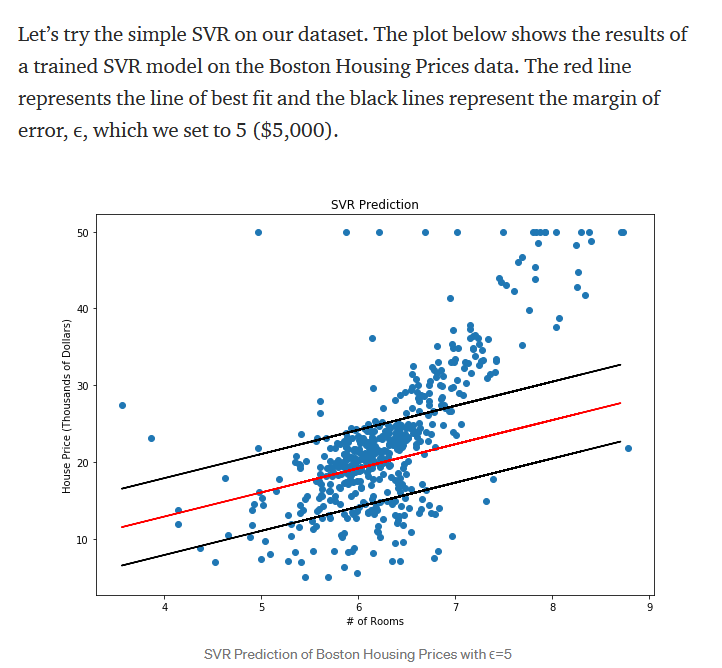 Let’s try the simple SVR on our dataset. The plot below shows the results of
a trained SVR model on the Boston Housing Prices data. The red line
represents the line of best fit and the black lines represent the margin of
error, ϵ, which we set to 5 ($5,000).
SVR Prediction
House Price (Thousands of Dollars)
50
40
30
20
10
4 5 6 7 8 9
# of Rooms
SVR Prediction of Boston Housing Prices with ϵ=5